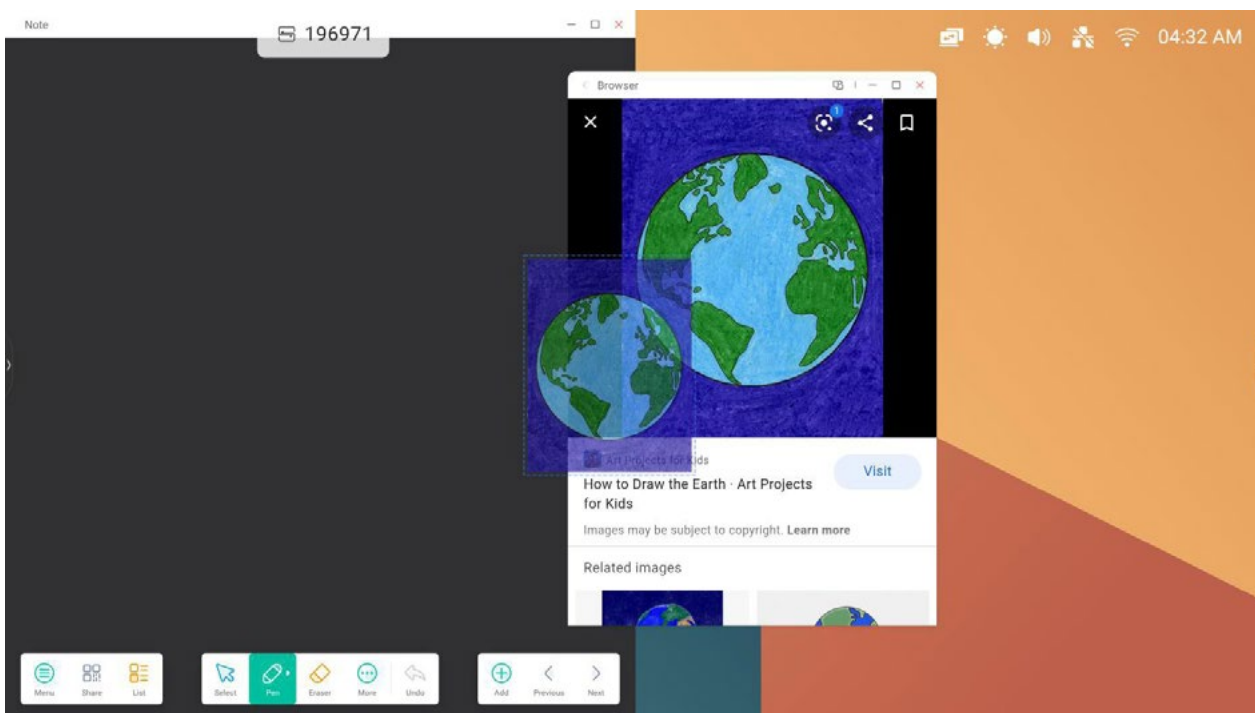 Note
196971
04:32 AM
Browser
1
Art Projects for Kids
Visit
How to Draw the Earth · Art Projects
for Kids
Images may be subject to copyright. Learn more
Related images
Menu
Share
List
Select
Pen
Eraser
More
Undo
Add
Previous
Next